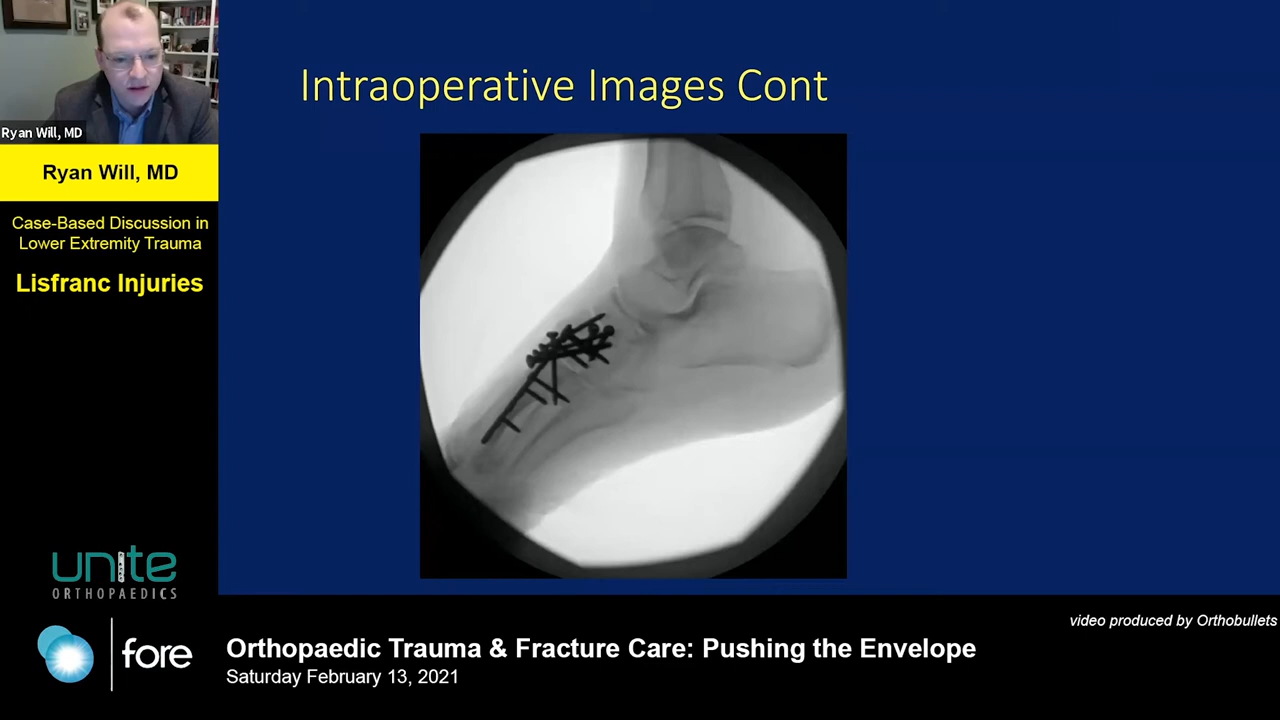 Ryan Will, MD
Ryan Will, MD
Case-Based Discussion in
Lower Extremity Trauma
Lisfranc Injuries
unite
ORTHOPAEDICS
fore
Intraoperative Images Cont
video produced by Orthobullets
Orthopaedic Trauma & Fracture Care: Pushing the Envelope
Saturday February 13, 2021